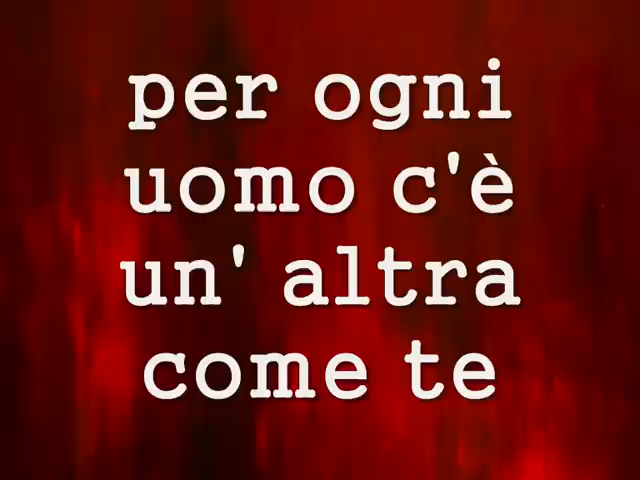 per ogni
uomo c'è
un' altra
come te